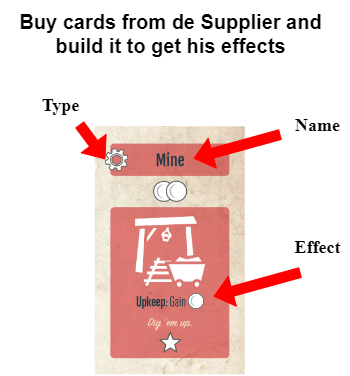 Buy cards from de Supplier and
build it to get his effects
Type
Name
Mine
Effect
Upkeep: Gain
Dig 'em up.